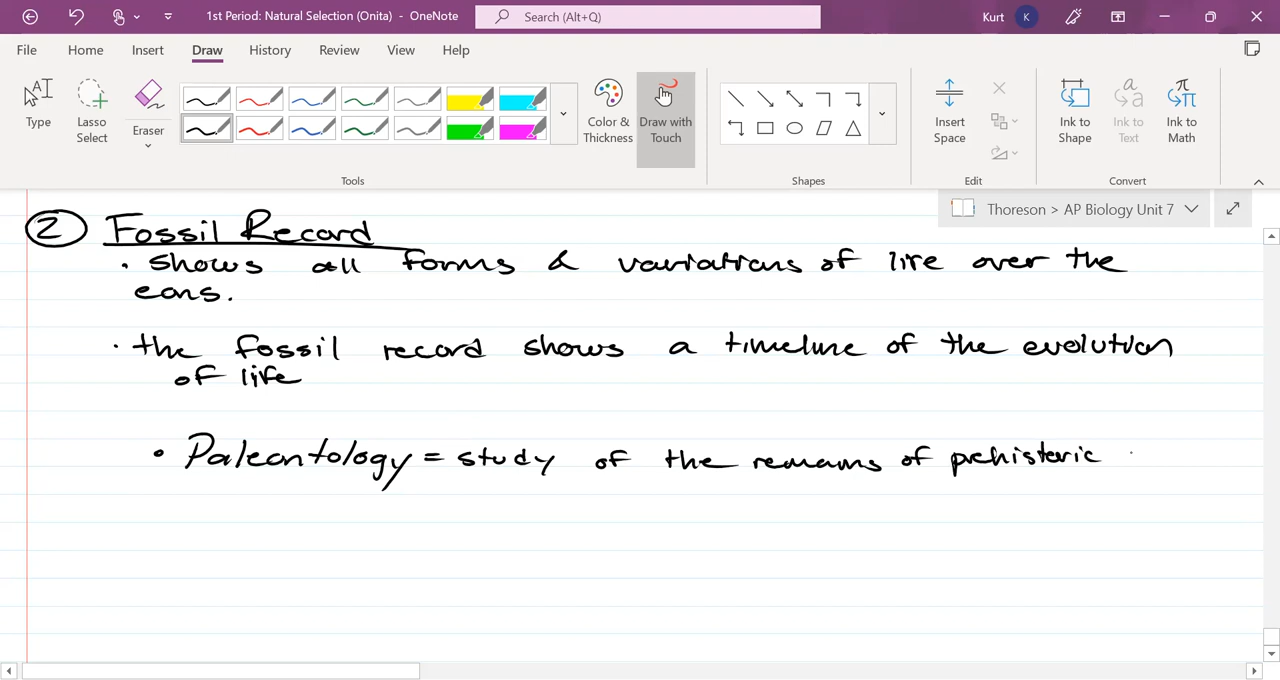 1st Period: Natural Selection (Onita) - OneNote
Search (Alt+Q)
Kurt K
File Home Insert Draw History Review View Help
Type
Lasso Select
Eraser
Color & Thickness
Draw with Touch
Insert Space
Ink to Shape
Ink to Text
Ink to Math
Tools Shapes Edit Convert
Thoreson > AP Biology Unit 7
② Fossil Record
• shows all forms & variations of life over the
eons.
• the fossil record shows a timeline of the evolution
of life
• Paleontology = study of the remains of prehisteric